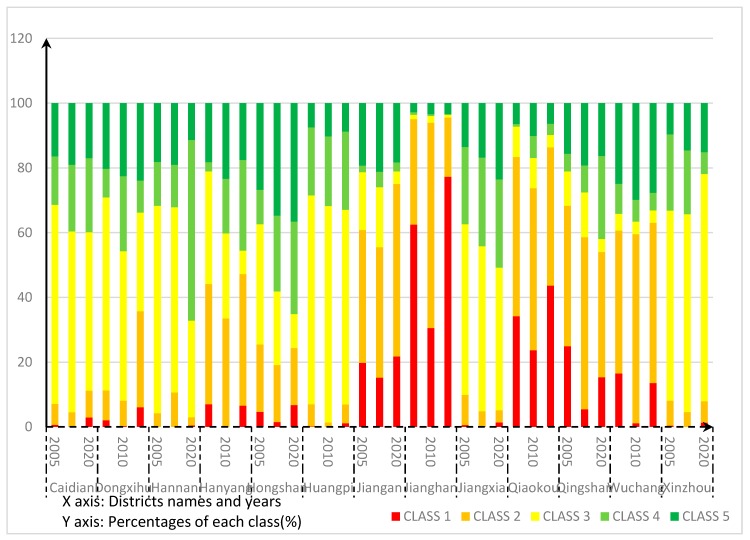 120
100
80
60
40
20
0
2005 2020 2010 2005 2020 2010 2005 2020 2010 2005 2020 2010 2005 2020 2010 2005 2020 2010 2005 2020
Caidian Dongxihu Hannan Hanyang Hongshan Huangpi Jiangan Jianghan Jiangxia Qiaokou Qingshan Wuchang Xinzhou
X axis: Districts names and years
Y axis: Percentages of each class(%)
CLASS 1 CLASS 2 CLASS 3 CLASS 4 CLASS 5